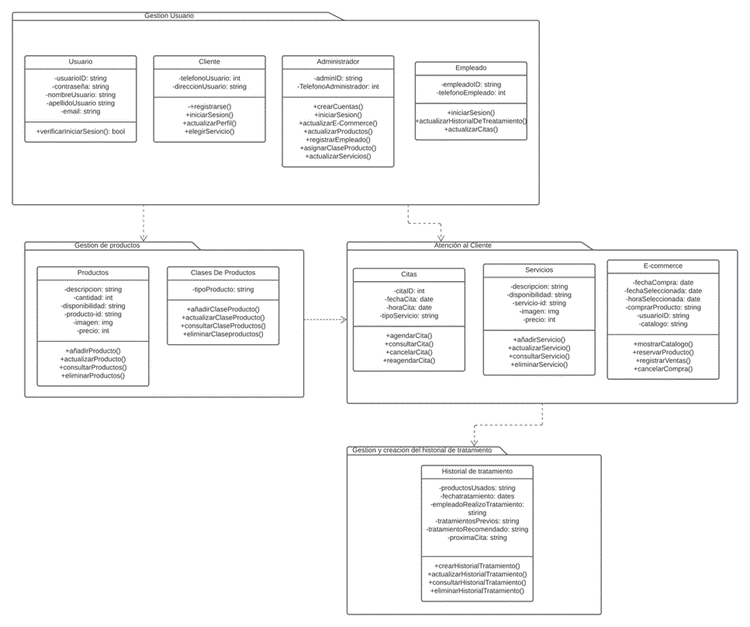 Gestion Usuario
Usuario
-usuarioID: string
-contraseña: string
-nombreUsuario: string
-apellidoUsuario string
-email: string
+verificarIniciarSesion(): bool
Cliente
-telefonoUsuario: int
-direccionUsuario: string
-+registrarse()
+iniciarSesion()
+actualizarPerfil()
+elegirServicio()
Administrador
-adminID: string
-TelefonoAdministrador: int
+crearCuentas()
+iniciarSesion()
+actualizarE-Commerce()
+actualizarProductos()
+registrarEmpleado()
+asignarClaseProducto()
+actualizarServicios()
Empleado
-empleadoID: string
-telefonoEmpleado: int
+iniciarSesion()
+actualizarHistorialDeTreatamiento()
+actualizarCitas()
Gestion de productos
Productos
-descripcion: string
-cantidad: int
-disponibilidad: string
-producto-id: string
-imagen: img
-precio: int
+añadirProducto()
+actualizarProducto()
+consultarProductos()
+eliminarProductos()
Clases De Productos
-tipoProducto: string
+añadirClaseProducto()
+actualizarClaseProducto()
+consultarClaseProductos()
+eliminarClaseproductos()
Atención al Cliente
Citas
-citaID: int
-fechaCita: date
-horaCita: date
-tipoServicio: string
+agendarCita()
+consultarCita()
+cancelarCita()
+reagendarCita()
Servicios
-descripcion: string
-disponibilidad: string
-servicio-id: string
-imagen: img
-precio: int
+añadirServicio()
+actualizarServicio()
+consultarServicio()
+eliminarServicio()
E-commerce
-fechaCompra: date
-fechaSeleccionada: date
-horaSeleccionada: date
-comprarProducto: string
-usuarioID: string
-catalogo: string
+mostrarCatalogo()
+reservarProducto()
+registrarVentas()
+cancelarCompra()
Gestion y creacion del historial de tratamiento
Historial de tratamiento
-productosUsados: string
-fechatratamiento: dates
-empleadoRealizoTratamiento:
stiring
-tratamientosPrevios: string
-tratamientoRecomendado: string
-proximaCita: string
+crearHistorialTratamiento()
+actualizarHistorialTratamiento()
+consultarHistorialTratamiento()
+eliminarHistorialTratamiento()